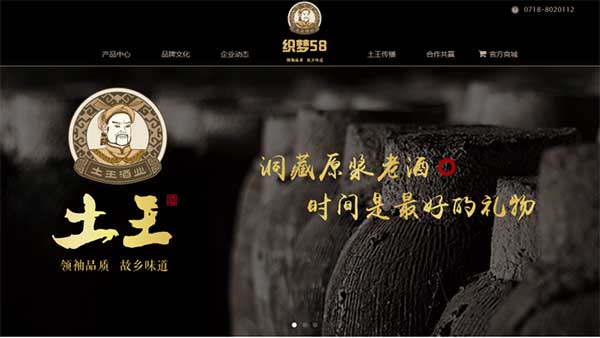 0718-8020112
织梦58
领袖品质 故乡味道
产品中心 品牌文化 企业动态 土王传播 合作共赢 官方商城
土王酒业
洞藏原浆老酒
时间是最好的礼物
土王
领袖品质 故乡味道